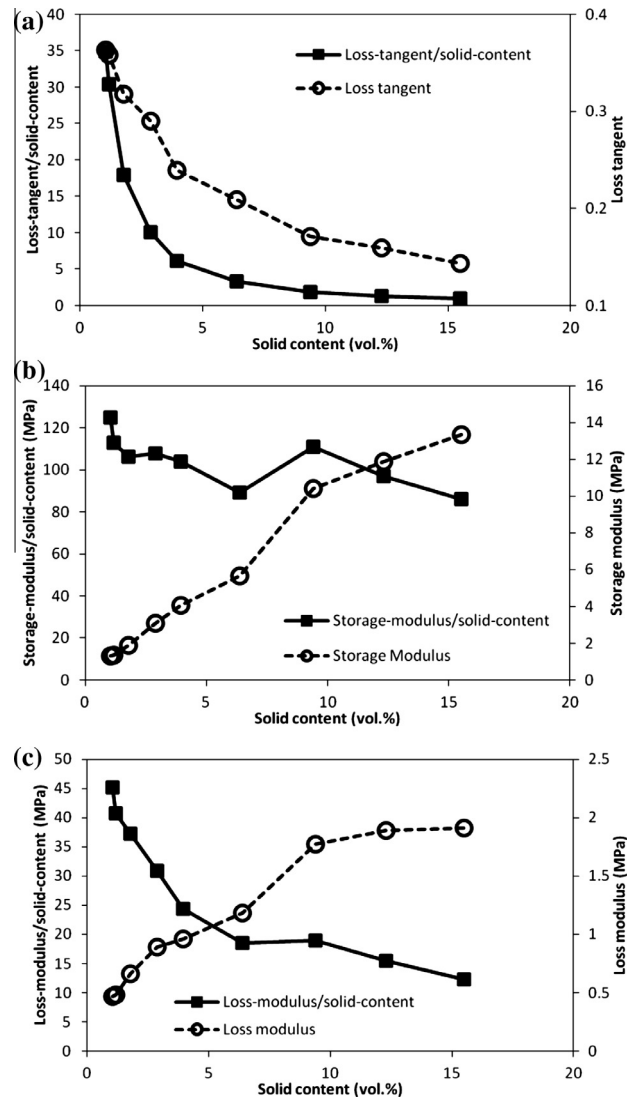 (a)
40
35
30
25
20
15
10
5
0
Loss-tangent/solid-content
0.4
0.3
0.2
0.1
Loss tangent
Loss-tangent/solid-content
Loss tangent
0 5 10 15 20
Solid content (vol.%)
(b)
140
120
100
80
60
40
20
0
Storage-modulus/solid-content (MPa)
16
14
12
10
8
6
4
2
0
Storage modulus (MPa)
Storage-modulus/solid-content
Storage Modulus
0 5 10 15 20
Solid content (vol.%)
(c)
50
45
40
35
30
25
20
15
10
5
0
Loss-modulus/solid-content (MPa)
2.5
2
1.5
1
0.5
0
Loss modulus (MPa)
Loss-modulus/solid-content
Loss modulus
0 5 10 15 20
Solid content (vol.%)